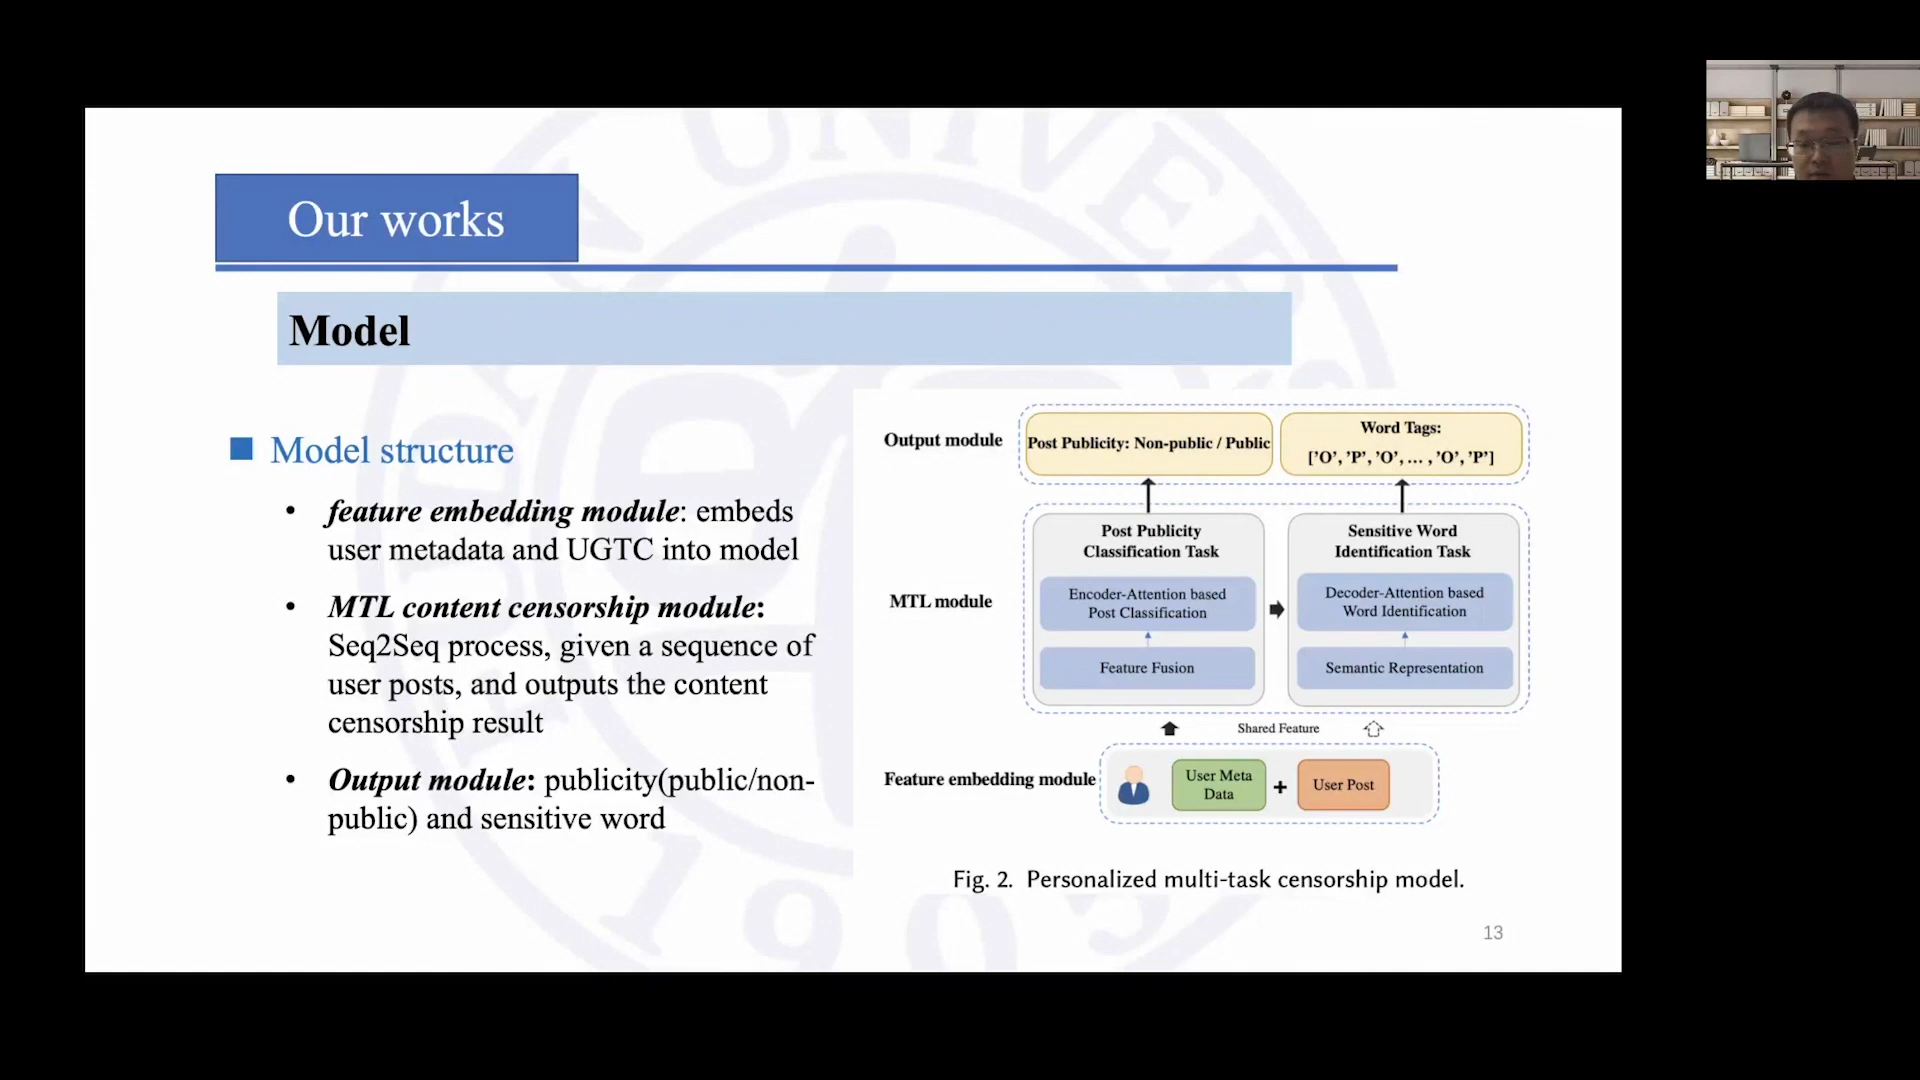 Our works
Model
Model structure
• feature embedding module: embeds
user metadata and UGTC into model
• MTL content censorship module:
Seq2Seq process, given a sequence of
user posts, and outputs the content
censorship result
• Output module: publicity(public/non-
public) and sensitive word
Output module
Post Publicity: Non-public / Public
Word Tags:
['O', 'P', 'O', ... , 'O', 'P']
MTL module
Post Publicity
Classification Task
Encoder-Attention based
Post Classification
Feature Fusion
Sensitive Word
Identification Task
Decoder-Attention based
Word Identification
Semantic Representation
Shared Feature
Feature embedding module
User Meta
Data
+
User Post
Fig. 2. Personalized multi-task censorship model.
13